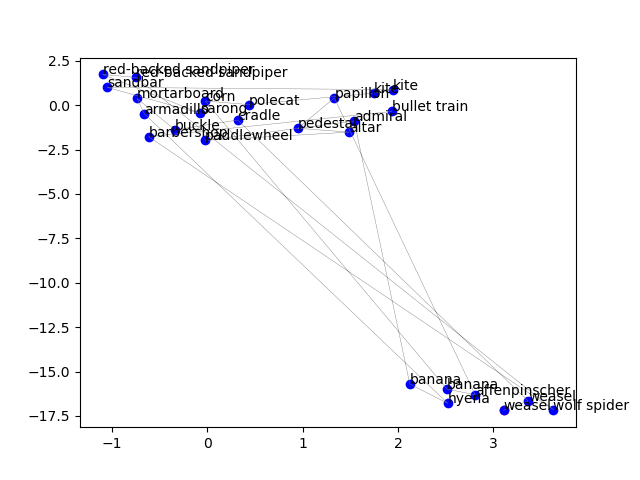 2.5
0.0
−2.5
−5.0
−7.5
−10.0
−12.5
−15.0
−17.5
red-backed sandpiper
red-backed sandpiper
sandbar
kite
kite
mortarboard
corn
papillon
polecat
armadillo
sarong
bullet train
cradle
admiral
buckle
pedestal
altar
barbershop
paddlewheel
banana
banana
affenpinscher
hyena
weasel
weasel
wolf spider
−1
0
1
2
3